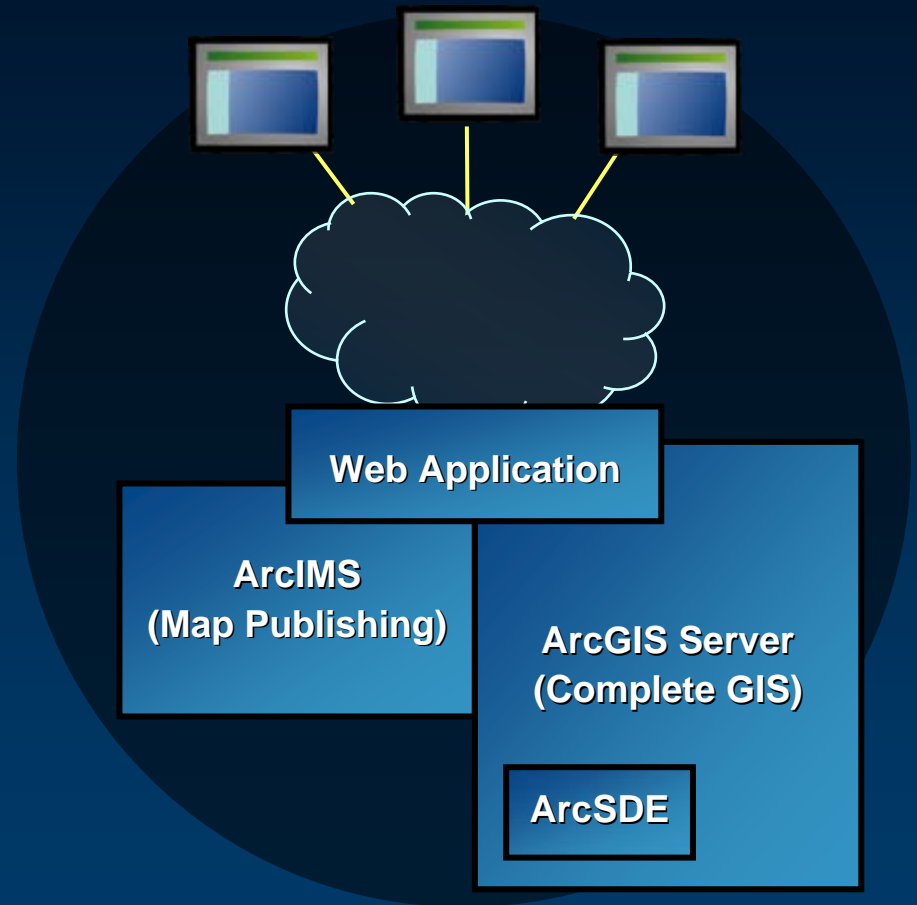 Web Application
ArcIMS
(Map Publishing)
ArcGIS Server
(Complete GIS)
ArcSDE